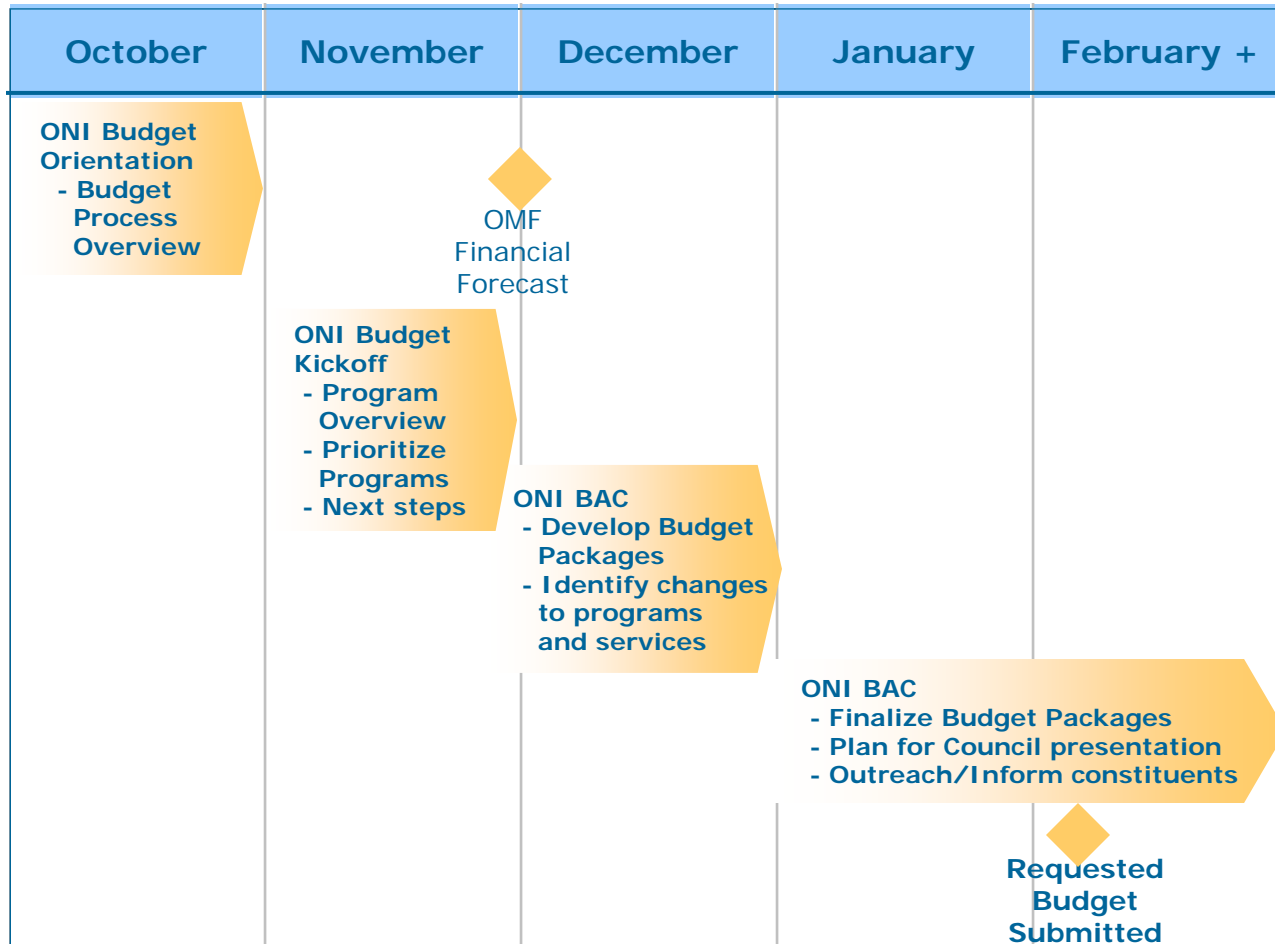 October
November
December
January
February +
ONI Budget
Orientation
- Budget
Process
Overview
OMF
Financial
Forecast
ONI Budget
Kickoff
- Program
Overview
- Prioritize
Programs
- Next steps
ONI BAC
- Develop Budget
Packages
- Identify changes
to programs
and services
ONI BAC
- Finalize Budget Packages
- Plan for Council presentation
- Outreach/Inform constituents
Requested
Budget
Submitted